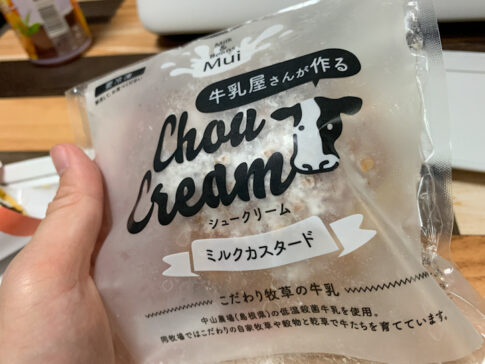 Mui
牛乳屋さんが作る
Chou
Cream
シュークリーム
ミルクカスタード
こだわり牧草の牛乳
中山農場(島根県)の低温殺菌牛乳を使用。
同牧場ではこだわりの自家牧草や穀物と乾草で牛たちを育てています。